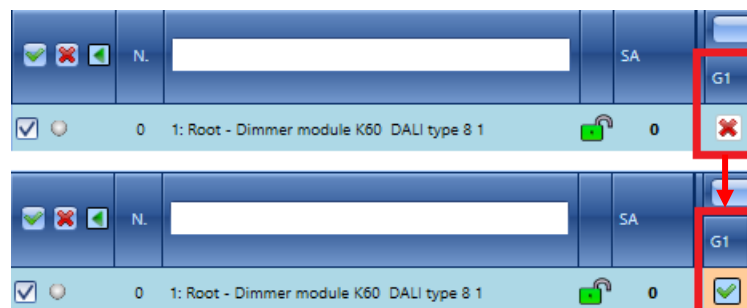 N. SA G1
0 1: Root - Dimmer module K60 DALI type 8 1 0
N. SA G1
0 1: Root - Dimmer module K60 DALI type 8 1 0